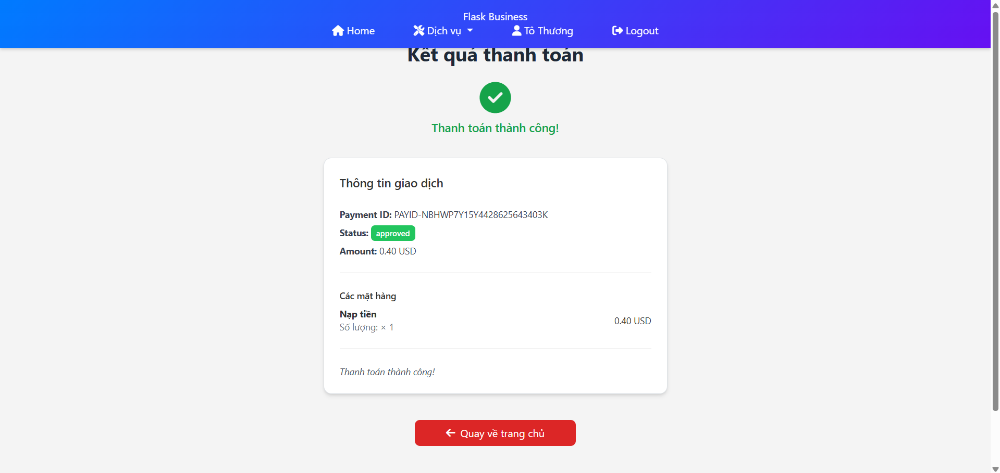 Flask Business
Home Dịch vụ Tô Thương Logout
Kết quả thanh toán
Thanh toán thành công!
Thông tin giao dịch
Payment ID: PAYID-NBHWP7Y15Y4428625643403K
Status: approved
Amount: 0.40 USD
Các mặt hàng
Nạp tiền
Số lượng: × 1
0.40 USD
Thanh toán thành công!
Quay về trang chủ